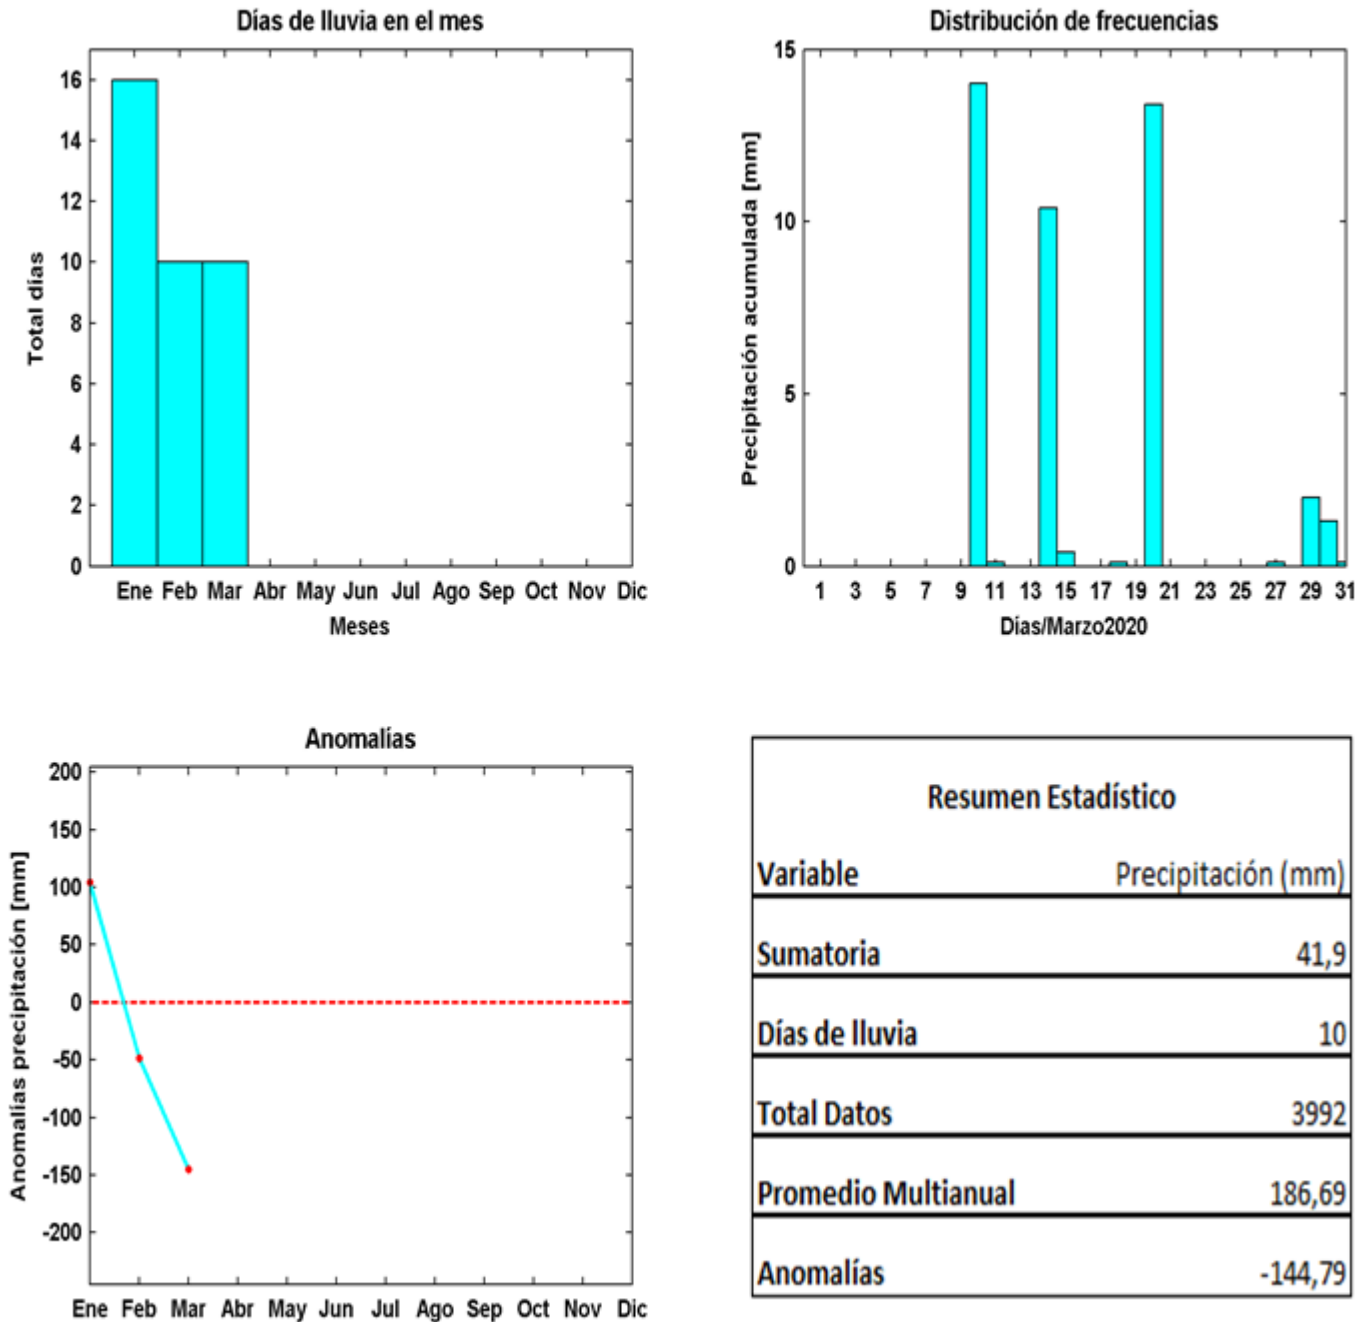 Días de lluvia en el mes
Total días
16
14
12
10
8
6
4
2
0
Ene Feb Mar Abr May Jun Jul Ago Sep Oct Nov Dic
Meses
Distribución de frecuencias
Precipitación acumulada [mm]
15
10
5
0
1 3 5 7 9 11 13 15 17 19 21 23 25 27 29 31
Días/Marzo2020
Anomalías
Anomalías precipitación [mm]
200
150
100
50
0
-50
-100
-150
-200
Ene Feb Mar Abr May Jun Jul Ago Sep Oct Nov Dic
Resumen Estadístico
Variable Precipitación (mm)
Sumatoria 41,9
Días de lluvia 10
Total Datos 3992
Promedio Multianual 186,69
Anomalías -144,79